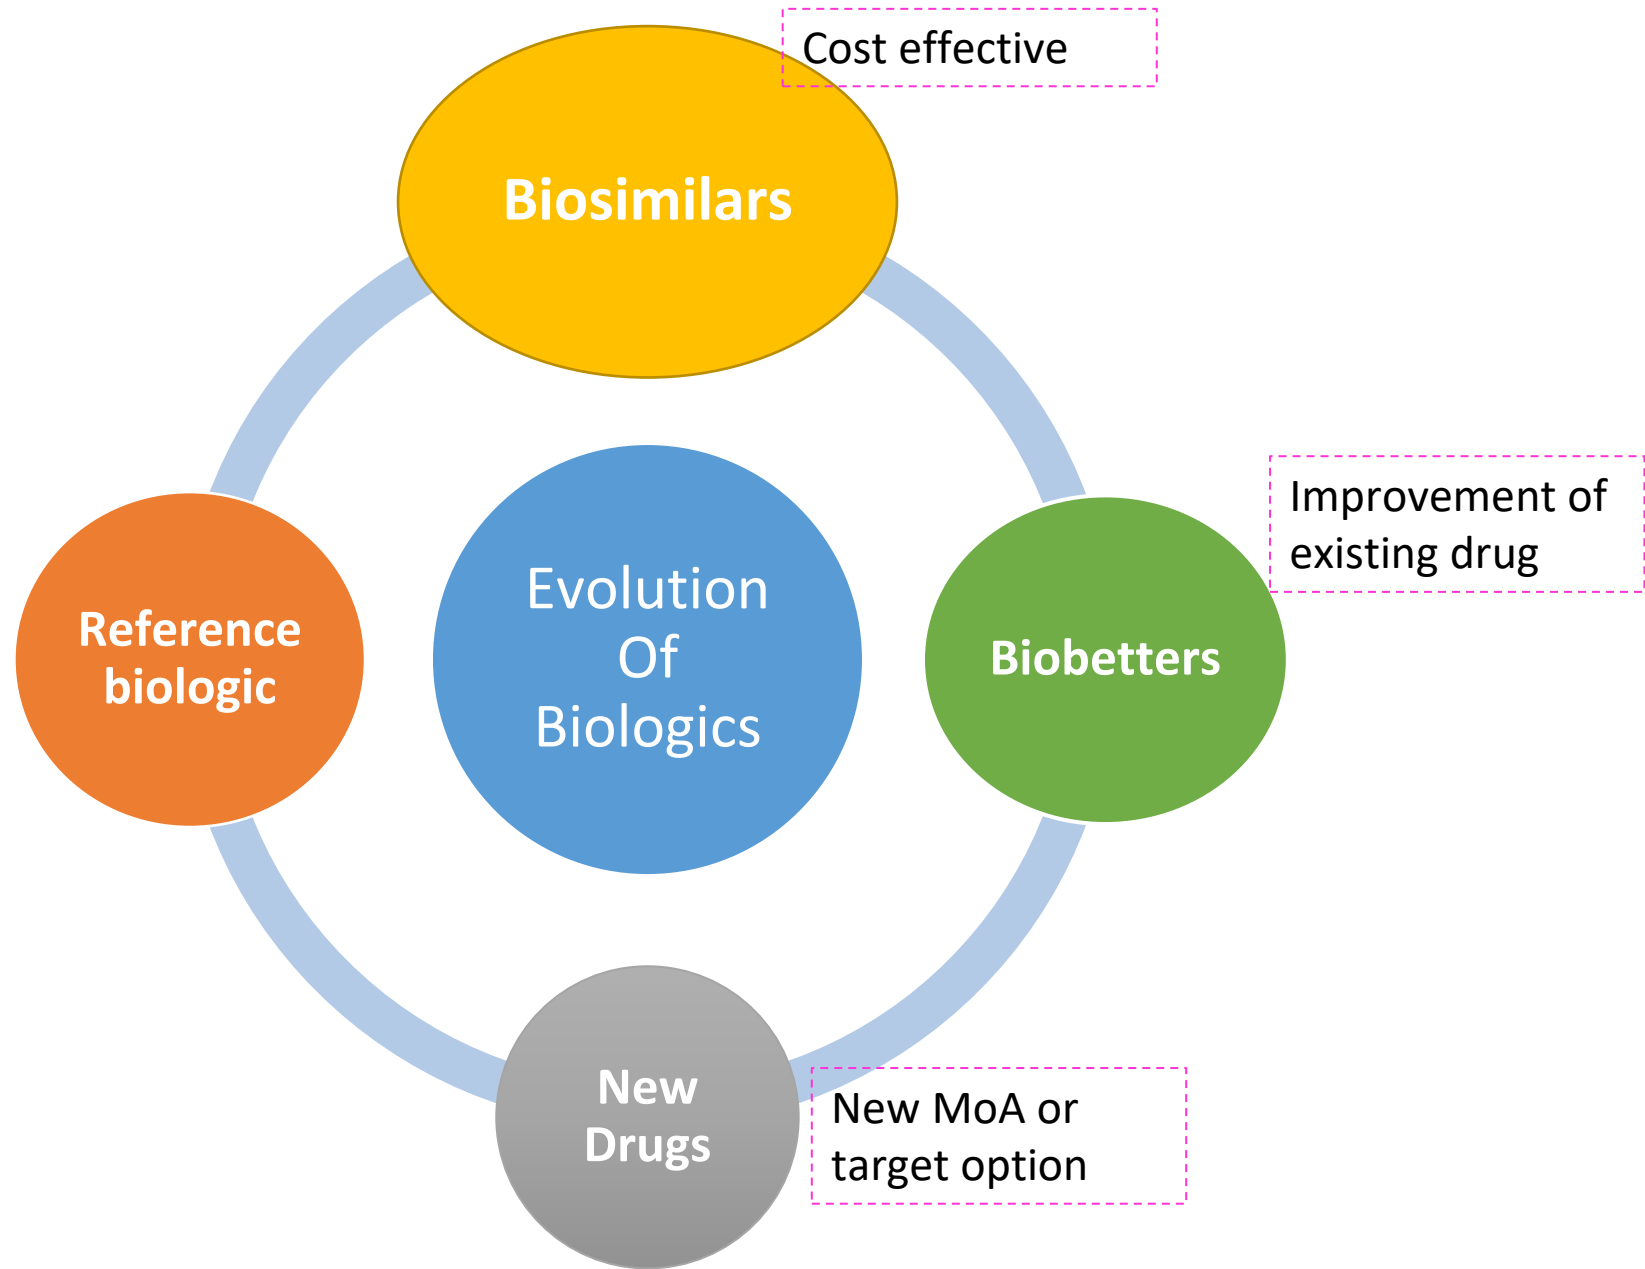 Cost effective
Biosimilars
Improvement of
existing drug
Evolution
Of
Biologics
Reference
biologic
Biobetters
New
Drugs
New MoA or
target option